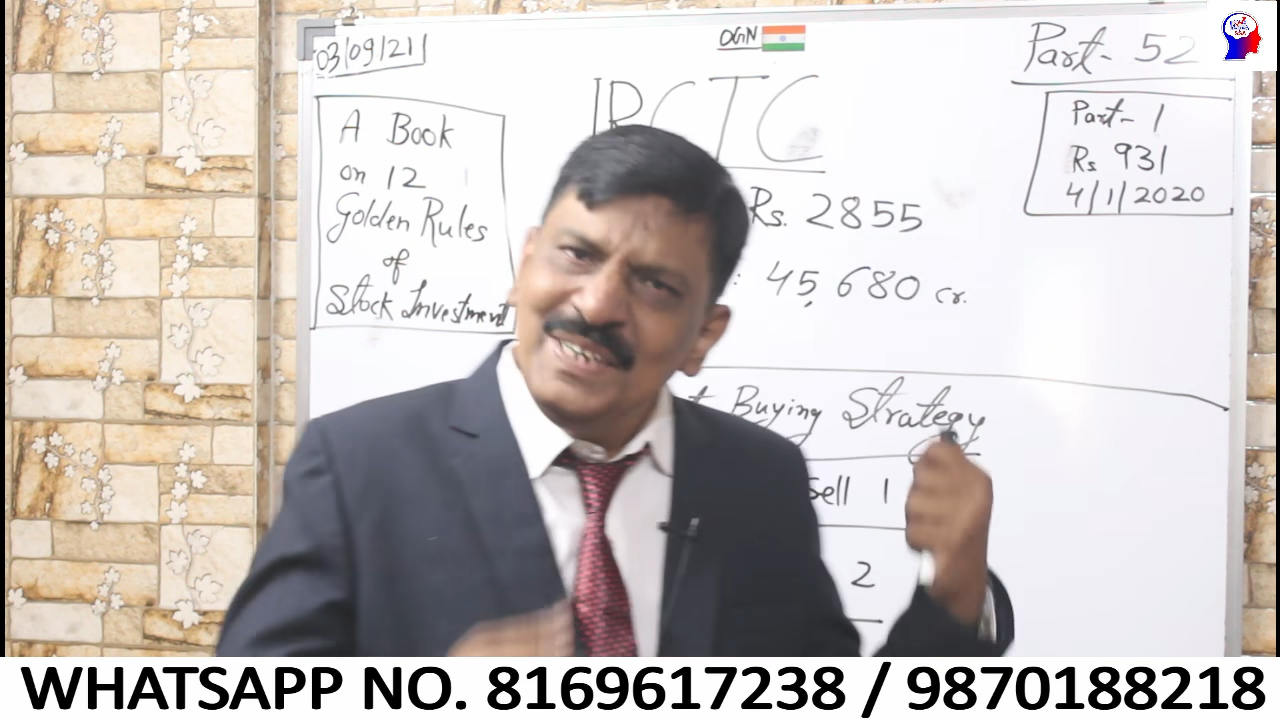 03/09/21
OGN
Part- 52
IRCTC
A Book
on 12
Golden Rules
of
Stock Investment
Part- 1
Rs 931
4/1/2020
Rs. 2855
: 45,680 cr.
Buying Strategy
Sell 1
2
WHATSAPP NO. 8169617238 / 9870188218